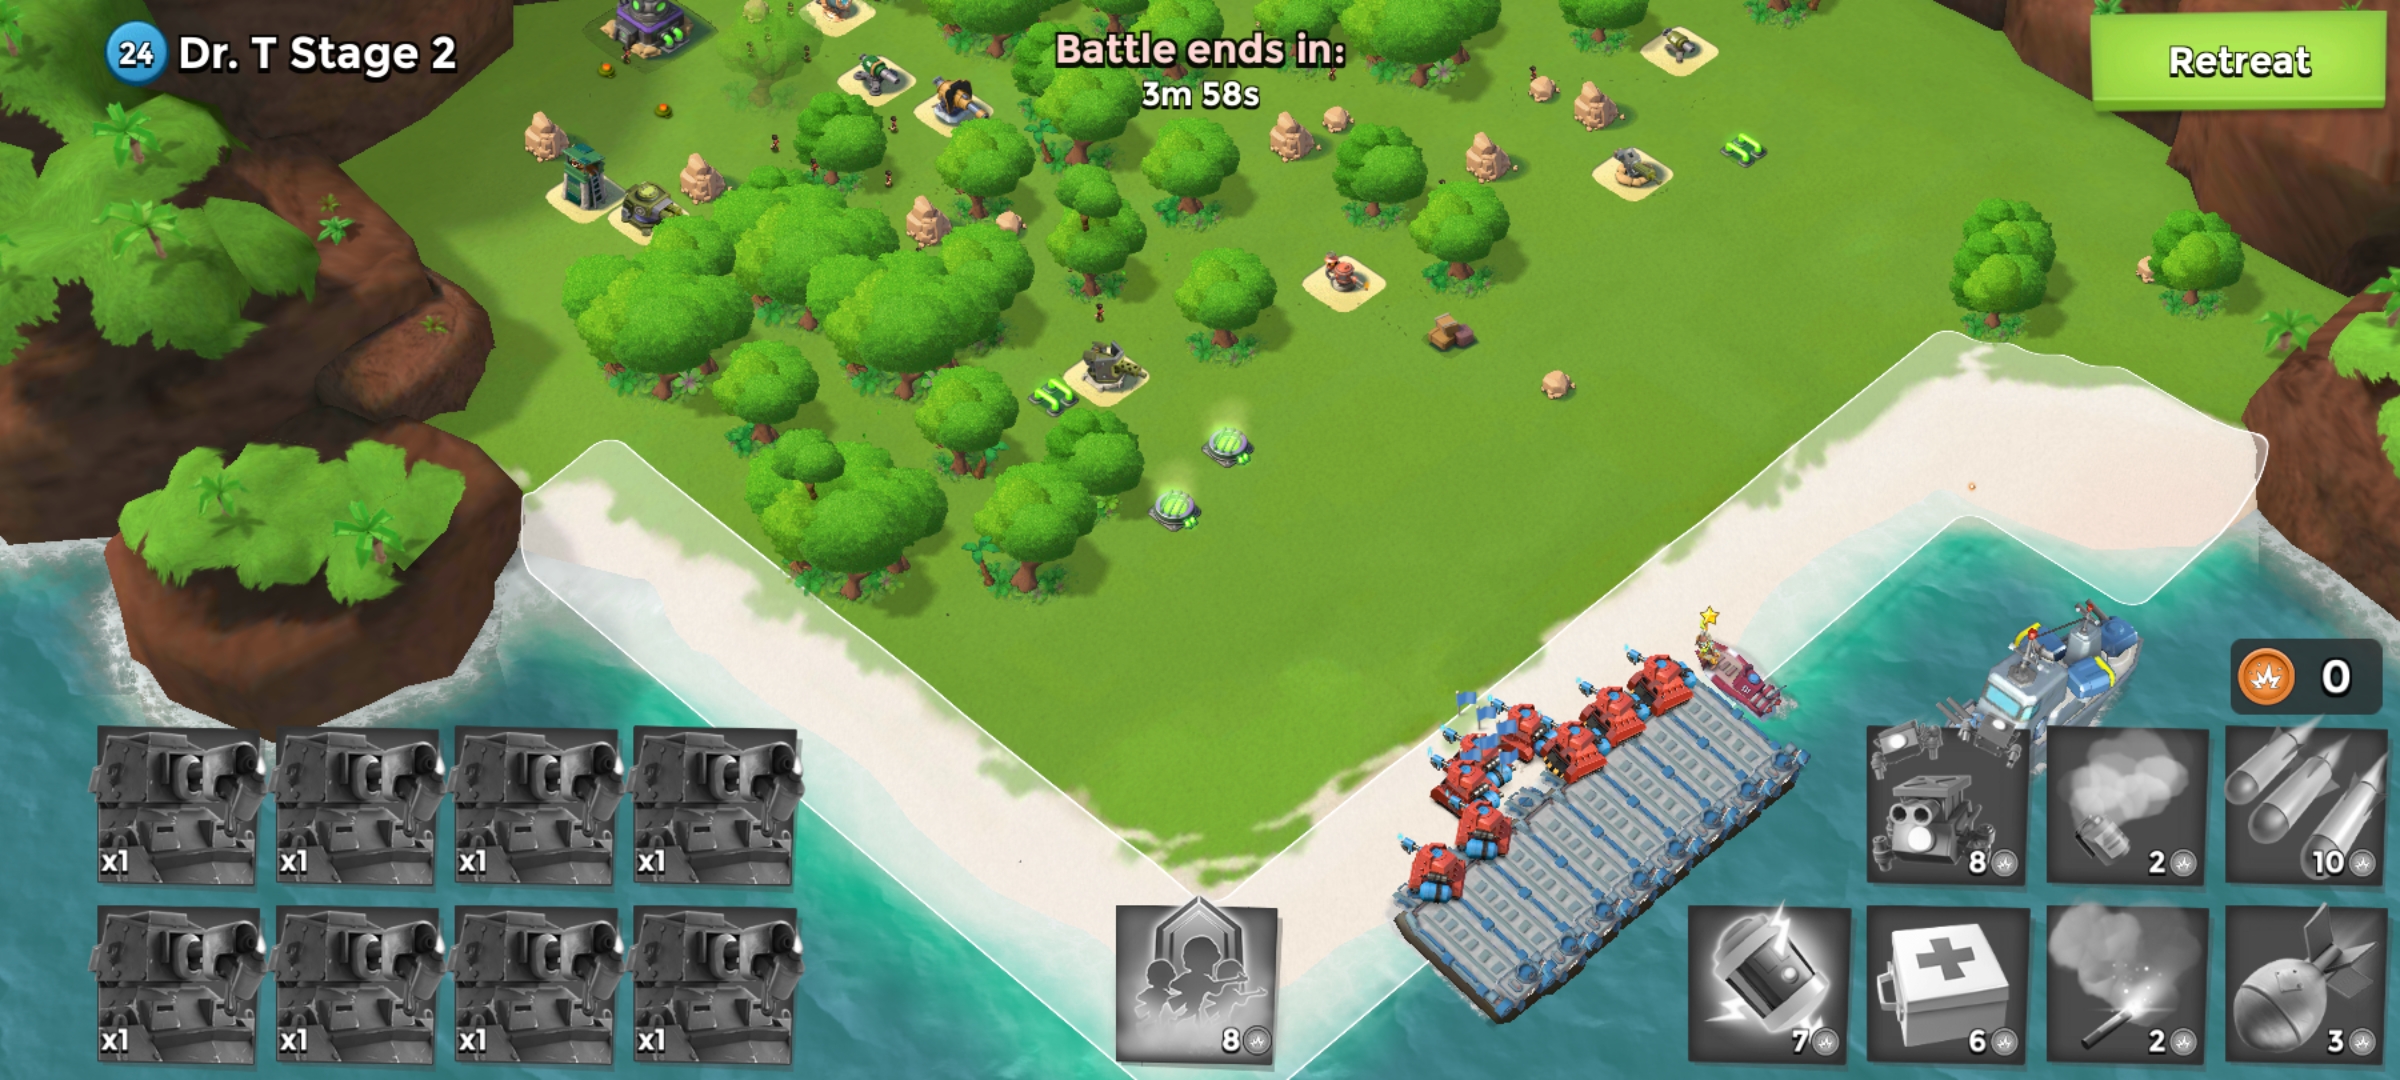 24 Dr. T Stage 2
Battle ends in:
3m 58s
Retreat
0
x1 x1 x1 x1
8 2 10
x1 x1 x1 x1
8
7 6 2 3